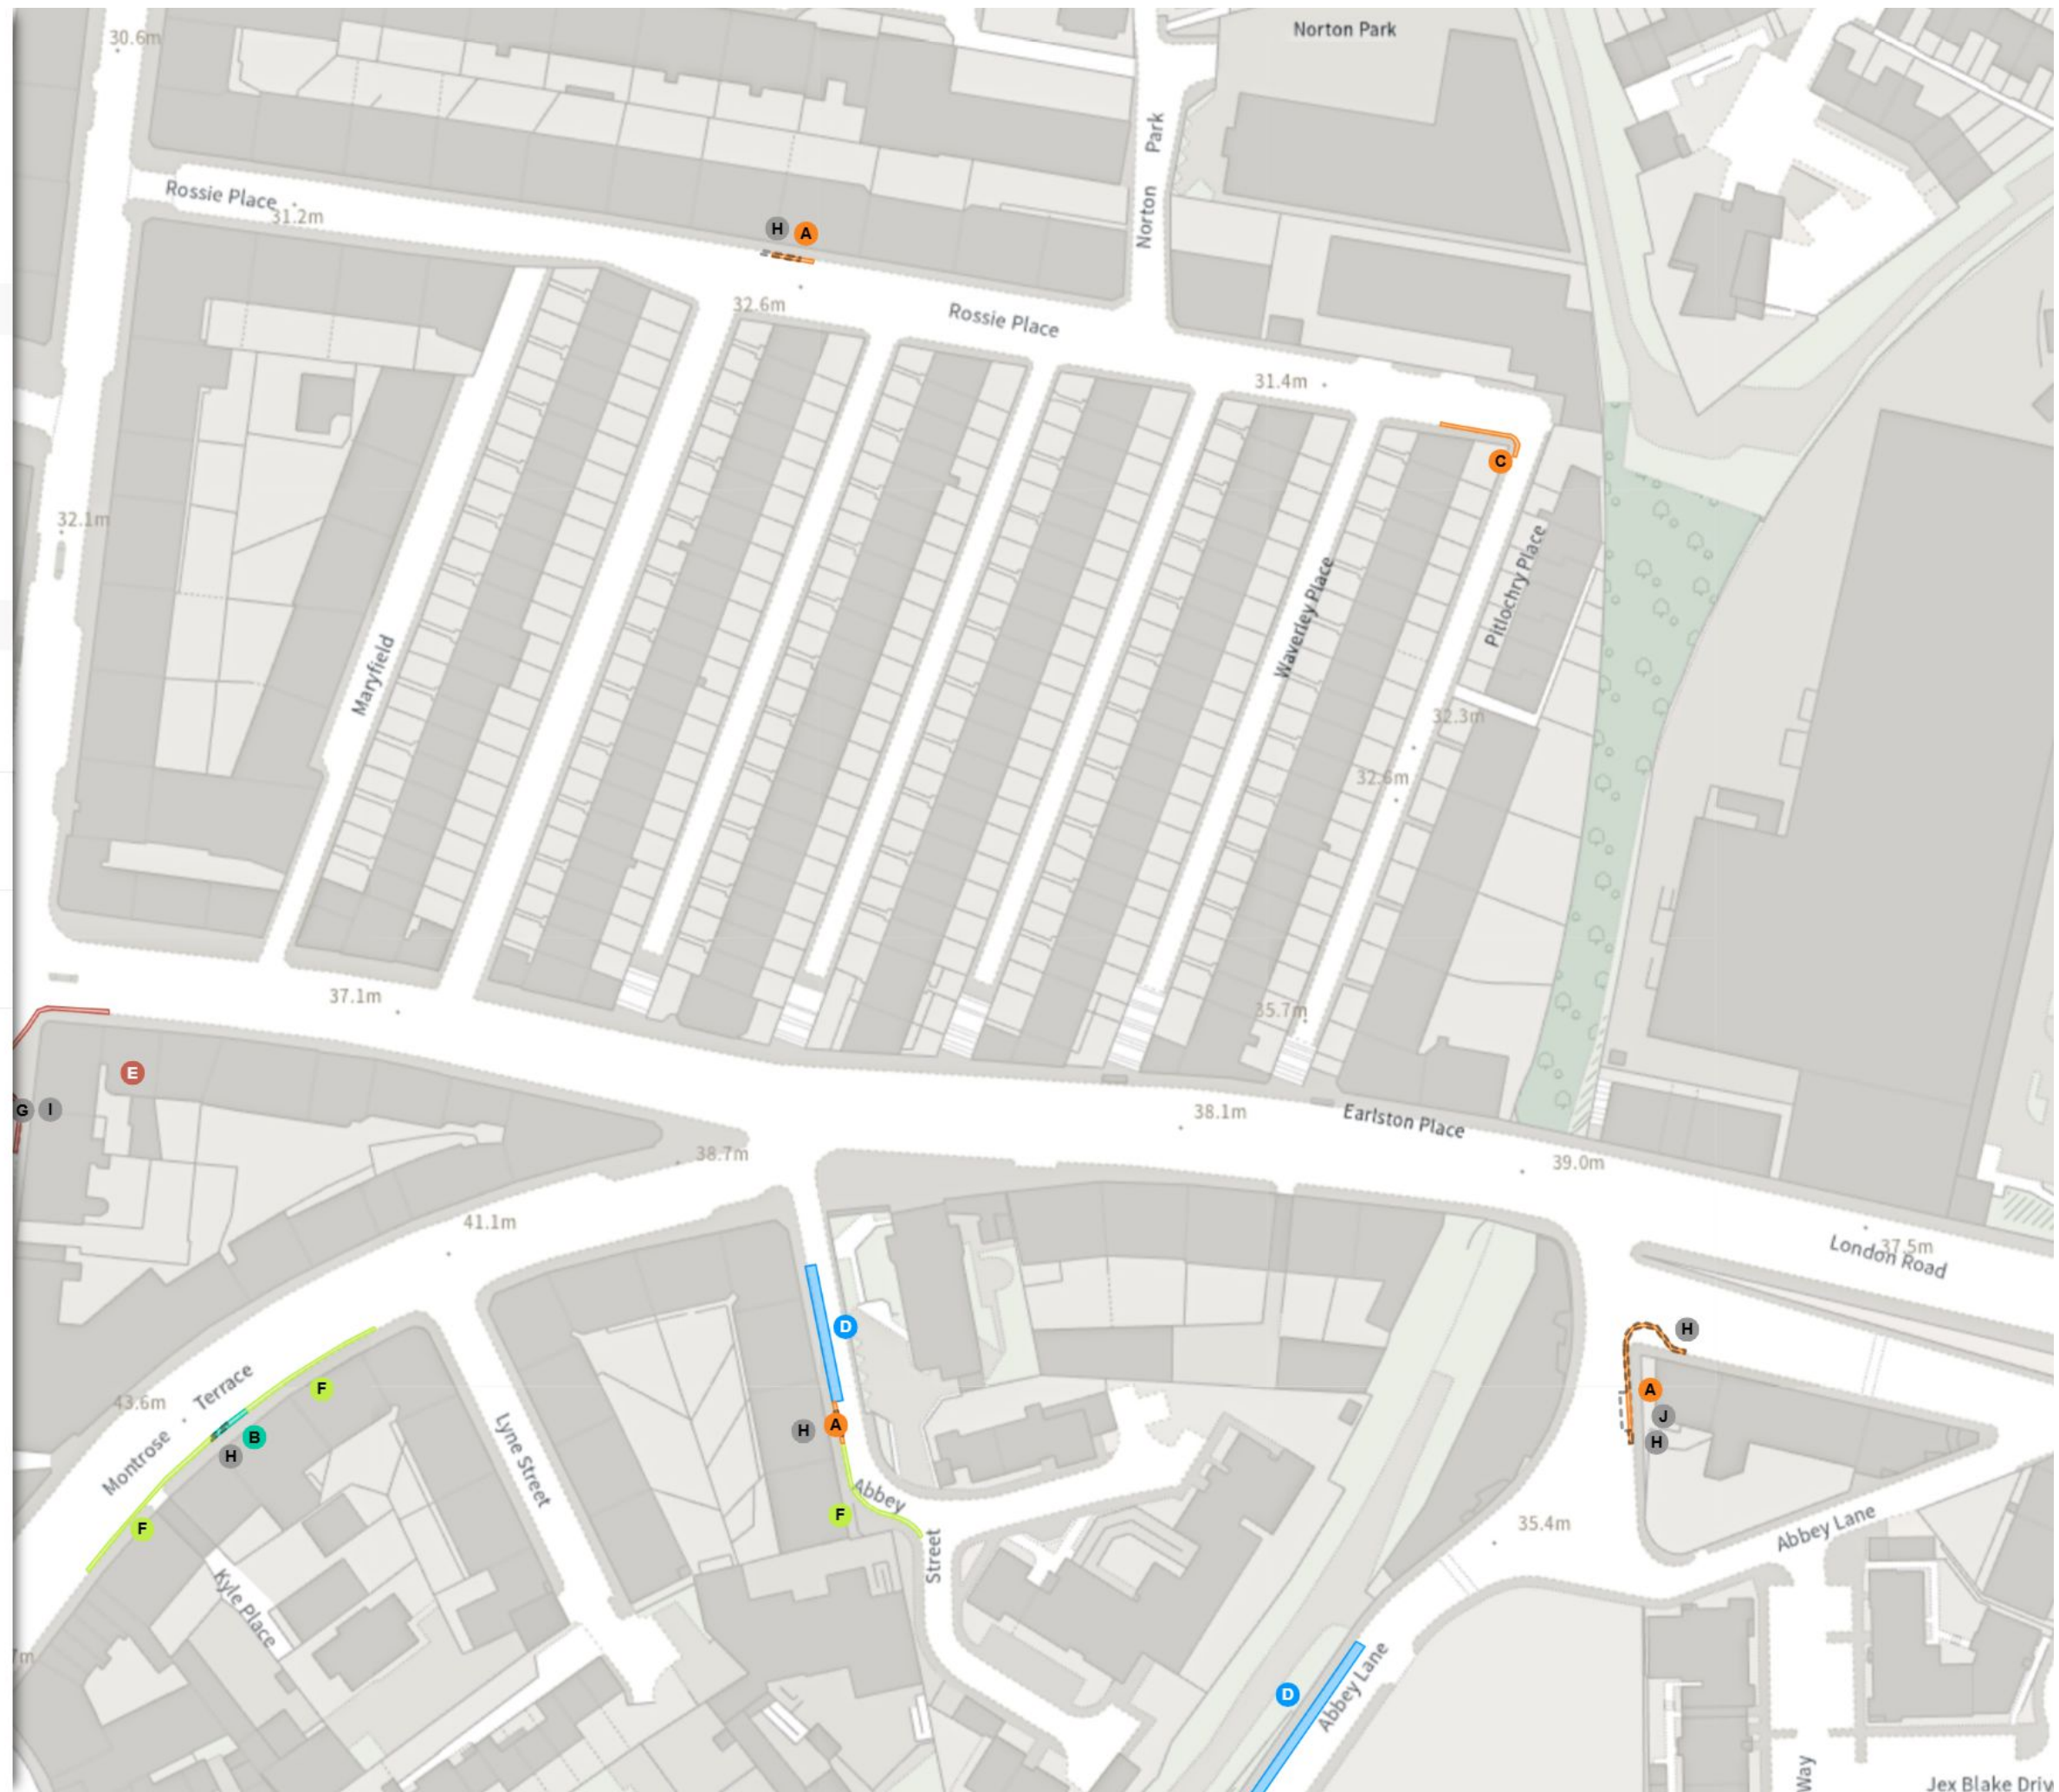 30.6m
Norton Park
Norton Park
Rossie Place
31.2m
H A
32.6m
Rossie Place
31.4m
C
32.1m
Pitlochry Place
Waverley Place
Maryfield
32.3m
32.6m
37.1m
35.7m
E
G I
38.1m
Earlston Place
38.7m
39.0m
41.1m
37.5m
London Road
D
H
F
43.6m
Montrose Terrace
A
J
H
B
H
H A
Lyne Street
Abbey Street
F
F
35.4m
Abbey Lane
Kyle Place
D
Abbey Lane
7m
Way
Jex Blake Driv